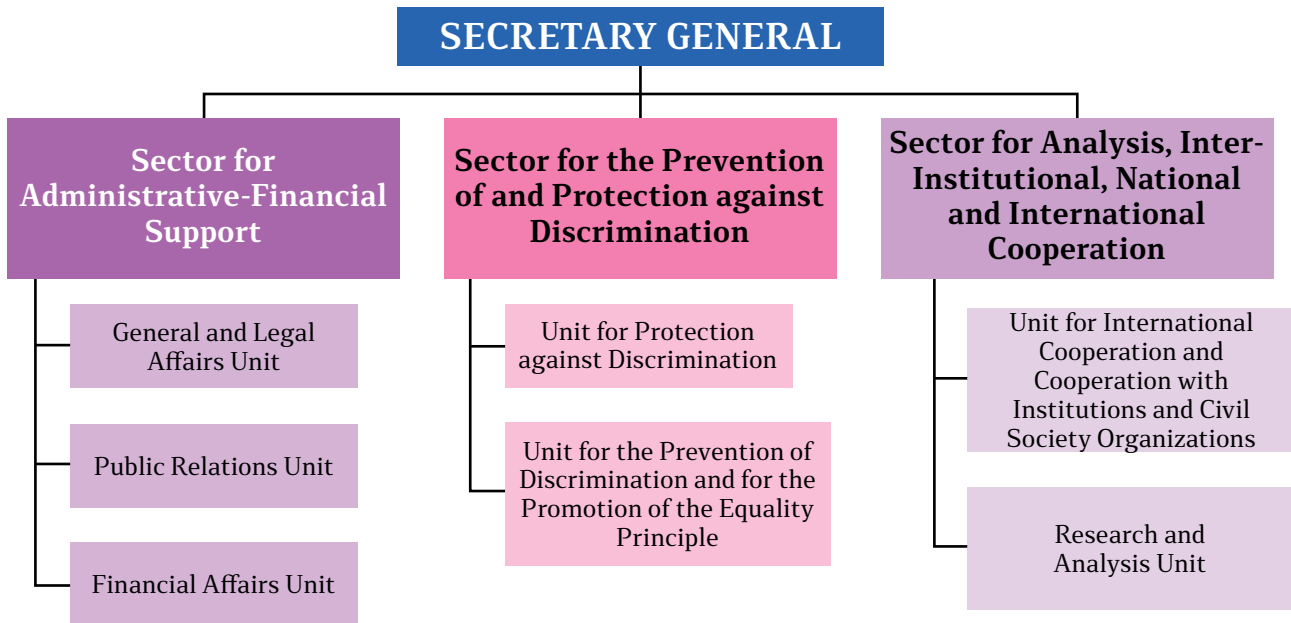 SECRETARY GENERAL
Sector for
Administrative-Financial
Support
General and Legal
Affairs Unit
Public Relations Unit
Financial Affairs Unit
Sector for the Prevention
of and Protection against
Discrimination
Unit for Protection
against Discrimination
Unit for the Prevention of
Discrimination and for the
Promotion of the Equality
Principle
Sector for Analysis, Inter-
Institutional, National
and International
Cooperation
Unit for International
Cooperation and
Cooperation with
Institutions and Civil
Society Organizations
Research and
Analysis Unit